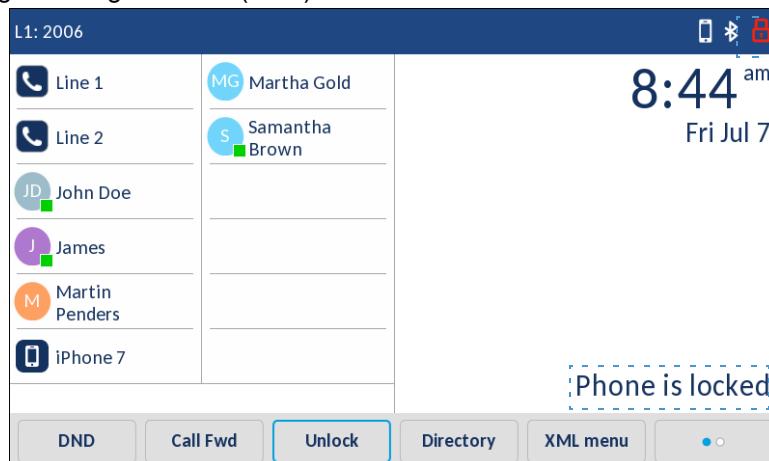 L1: 2006
Line 1
Line 2
JD John Doe
J James
M Martin
Penders
iPhone 7
MG Martha Gold
S Samantha
Brown
8:44 am
Fri Jul 7
Phone is locked
DND Call Fwd Unlock Directory XML menu